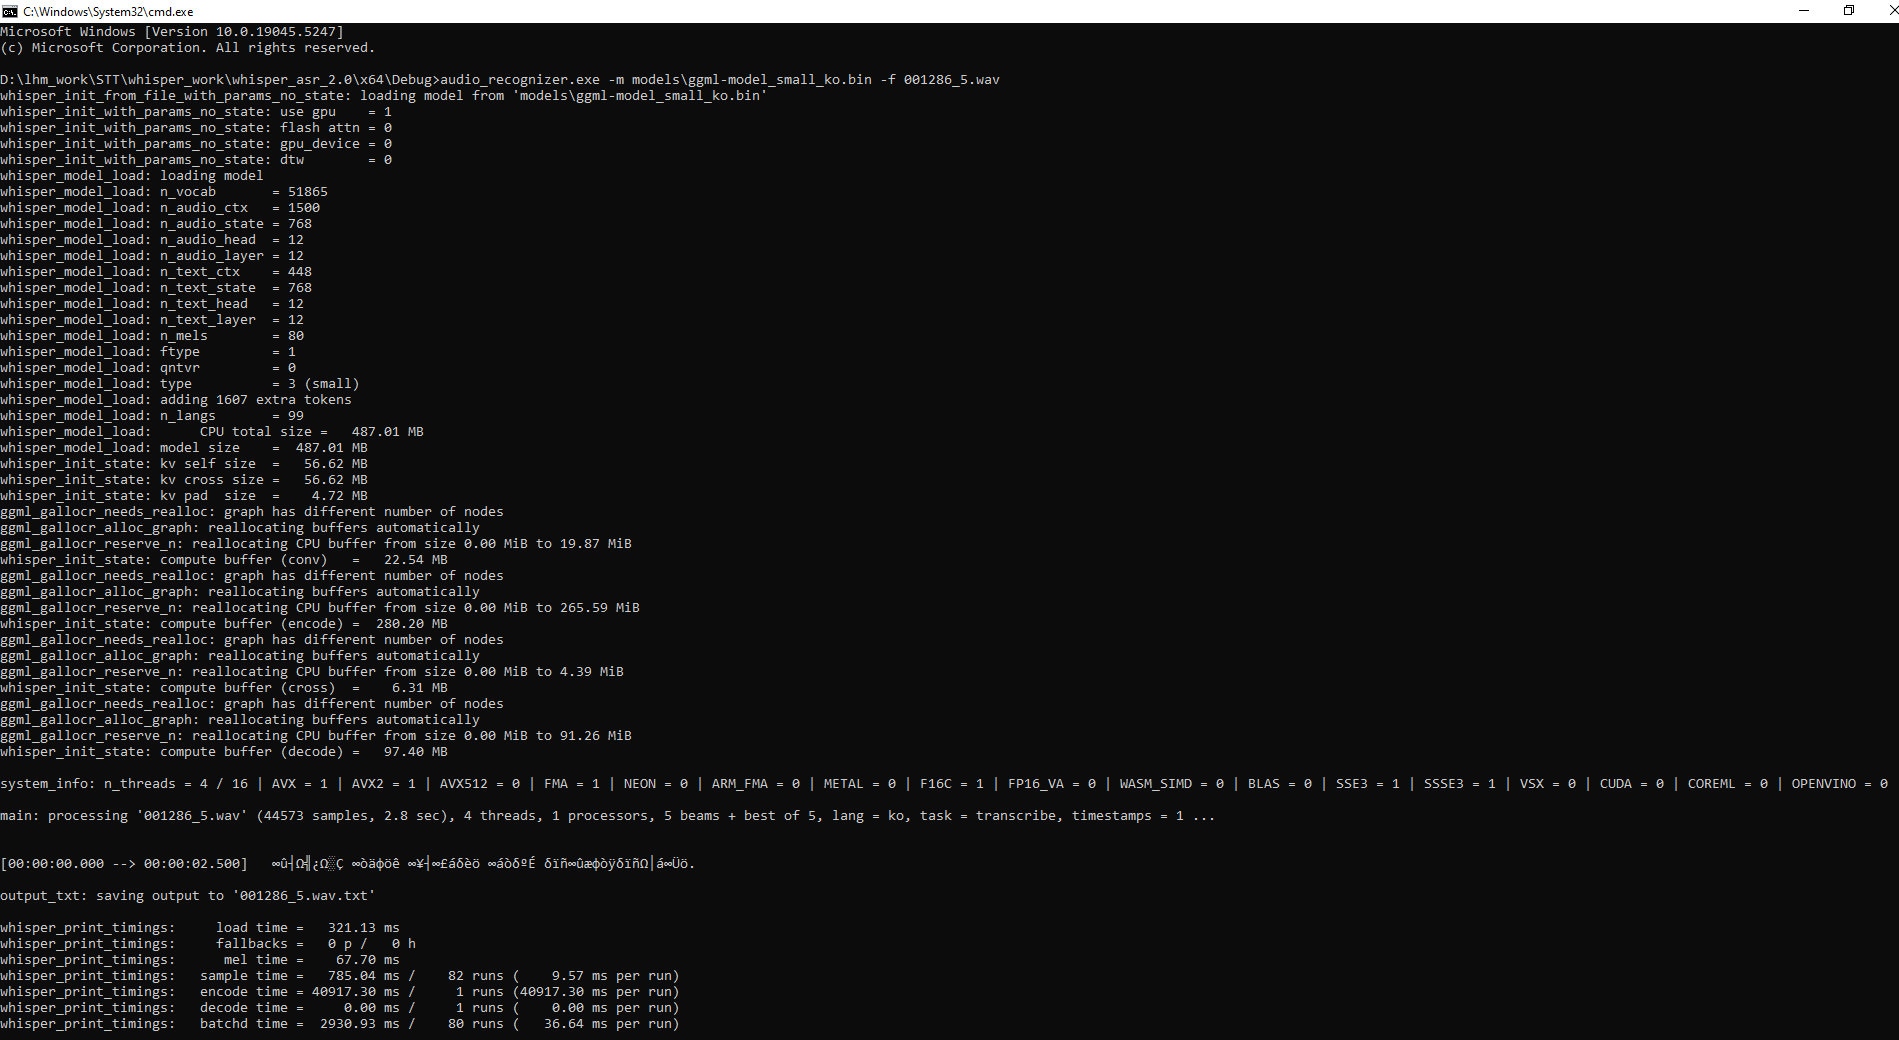 C:\Windows\System32\cmd.exe
Microsoft Windows [Version 10.0.19045.5247]
(c) Microsoft Corporation. All rights reserved.
D:\lhm_work\STT\whisper_work\whisper_asr_2.0\x64\Debug>audio_recognizer.exe -m models\ggml-model_small_ko.bin -f 001286_5.wav
whisper_init_from_file_with_params_no_state: loading model from 'models\ggml-model_small_ko.bin'
whisper_init_with_params_no_state: use gpu    = 1
whisper_init_with_params_no_state: flash attn = 0
whisper_init_with_params_no_state: gpu_device = 0
whisper_init_with_params_no_state: dtw        = 0
whisper_model_load: loading model
whisper_model_load: n_vocab       = 51865
whisper_model_load: n_audio_ctx   = 1500
whisper_model_load: n_audio_state = 768
whisper_model_load: n_audio_head  = 12
whisper_model_load: n_audio_layer = 12
whisper_model_load: n_text_ctx    = 448
whisper_model_load: n_text_state  = 768
whisper_model_load: n_text_head   = 12
whisper_model_load: n_text_layer  = 12
whisper_model_load: n_mels        = 80
whisper_model_load: ftype         = 1
whisper_model_load: qntvr         = 0
whisper_model_load: type          = 3 (small)
whisper_model_load: adding 1607 extra tokens
whisper_model_load: n_langs       = 99
whisper_model_load:      CPU total size =   487.01 MB
whisper_model_load: model size    =  487.01 MB
whisper_init_state: kv self size  =   56.62 MB
whisper_init_state: kv cross size =   56.62 MB
whisper_init_state: kv pad  size  =    4.72 MB
ggml_gallocr_needs_realloc: graph has different number of nodes
ggml_gallocr_alloc_graph: reallocating buffers automatically
ggml_gallocr_reserve_n: reallocating CPU buffer from size 0.00 MiB to 19.87 MiB
whisper_init_state: compute buffer (conv)   =   22.54 MB
ggml_gallocr_needs_realloc: graph has different number of nodes
ggml_gallocr_alloc_graph: reallocating buffers automatically
ggml_gallocr_reserve_n: reallocating CPU buffer from size 0.00 MiB to 265.59 MiB
whisper_init_state: compute buffer (encode) =  280.20 MB
ggml_gallocr_needs_realloc: graph has different number of nodes
ggml_gallocr_alloc_graph: reallocating buffers automatically
ggml_gallocr_reserve_n: reallocating CPU buffer from size 0.00 MiB to 4.39 MiB
whisper_init_state: compute buffer (cross)  =    6.31 MB
ggml_gallocr_needs_realloc: graph has different number of nodes
ggml_gallocr_alloc_graph: reallocating buffers automatically
ggml_gallocr_reserve_n: reallocating CPU buffer from size 0.00 MiB to 91.26 MiB
whisper_init_state: compute buffer (decode) =   97.40 MB
system_info: n_threads = 4 / 16 | AVX = 1 | AVX2 = 1 | AVX512 = 0 | FMA = 1 | NEON = 0 | ARM_FMA = 0 | METAL = 0 | F16C = 1 | FP16_VA = 0 | WASM_SIMD = 0 | BLAS = 0 | SSE3 = 1 | SSSE3 = 1 | VSX = 0 | CUDA = 0 | COREML = 0 | OPENVINO = 0
main: processing '001286_5.wav' (44573 samples, 2.8 sec), 4 threads, 1 processors, 5 beams + best of 5, lang = ko, task = transcribe, timestamps = 1 ...
[00:00:00.000 --> 00:00:02.500]
output_txt: saving output to '001286_5.wav.txt'
whisper_print_timings:     load time =   321.13 ms
whisper_print_timings:     fallbacks =   0 p /   0 h
whisper_print_timings:      mel time =    67.70 ms
whisper_print_timings:   sample time =   785.04 ms /    82 runs (    9.57 ms per run)
whisper_print_timings:   encode time = 40917.30 ms /     1 runs (40917.30 ms per run)
whisper_print_timings:   decode time =     0.00 ms /     1 runs (    0.00 ms per run)
whisper_print_timings:   batchd time =  2930.93 ms /    80 runs (   36.64 ms per run)